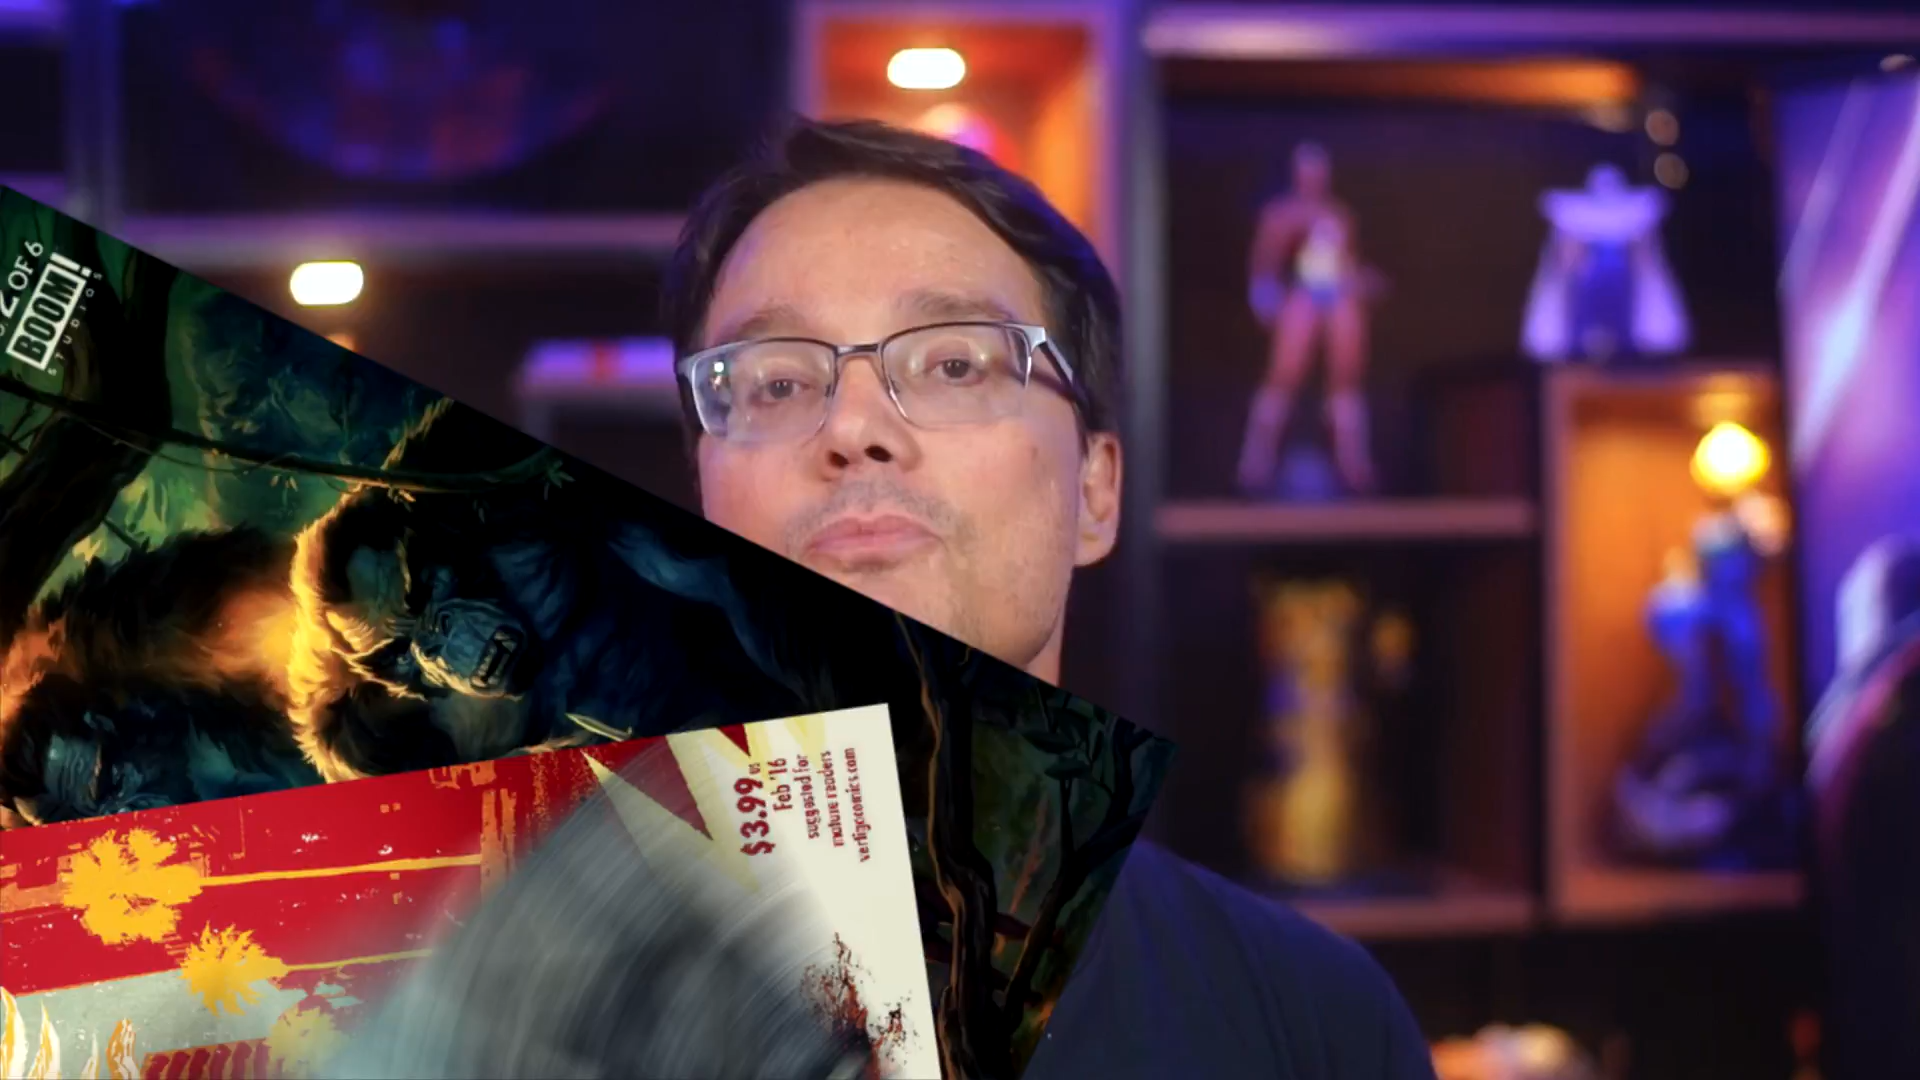 2 OF 6
BOOM!
STUDIOS
$3.99 US
Feb '16
suggested for
mature readers
vertigocomics.com